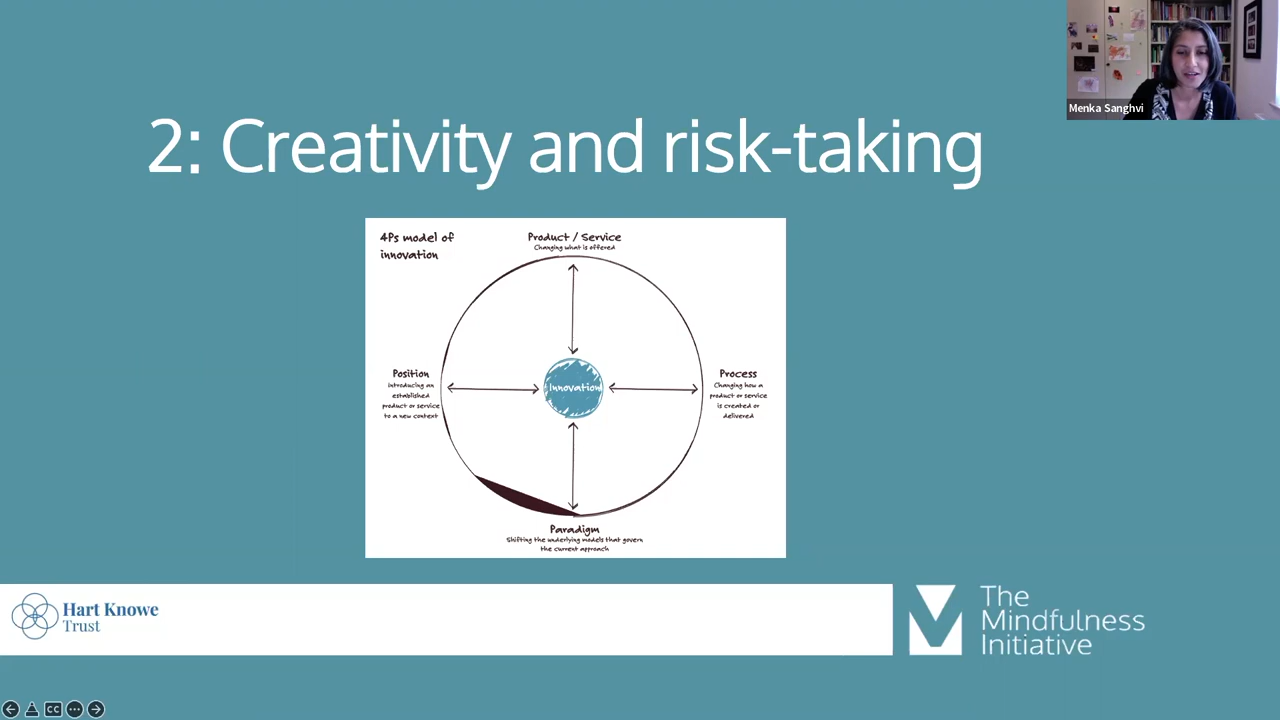 Menka Sanghvi
2: Creativity and risk-taking
4Ps model of
innovation
Product / Service
Changing what is offered
Position
Introducing an
established
product or service
to a new context
Innovation
Process
Changing how a
product or service
is created or
delivered
Paradigm
Shifting the underlying models that govern
the current approach
Hart Knowe
Trust
The
Mindfulness
Initiative
CC